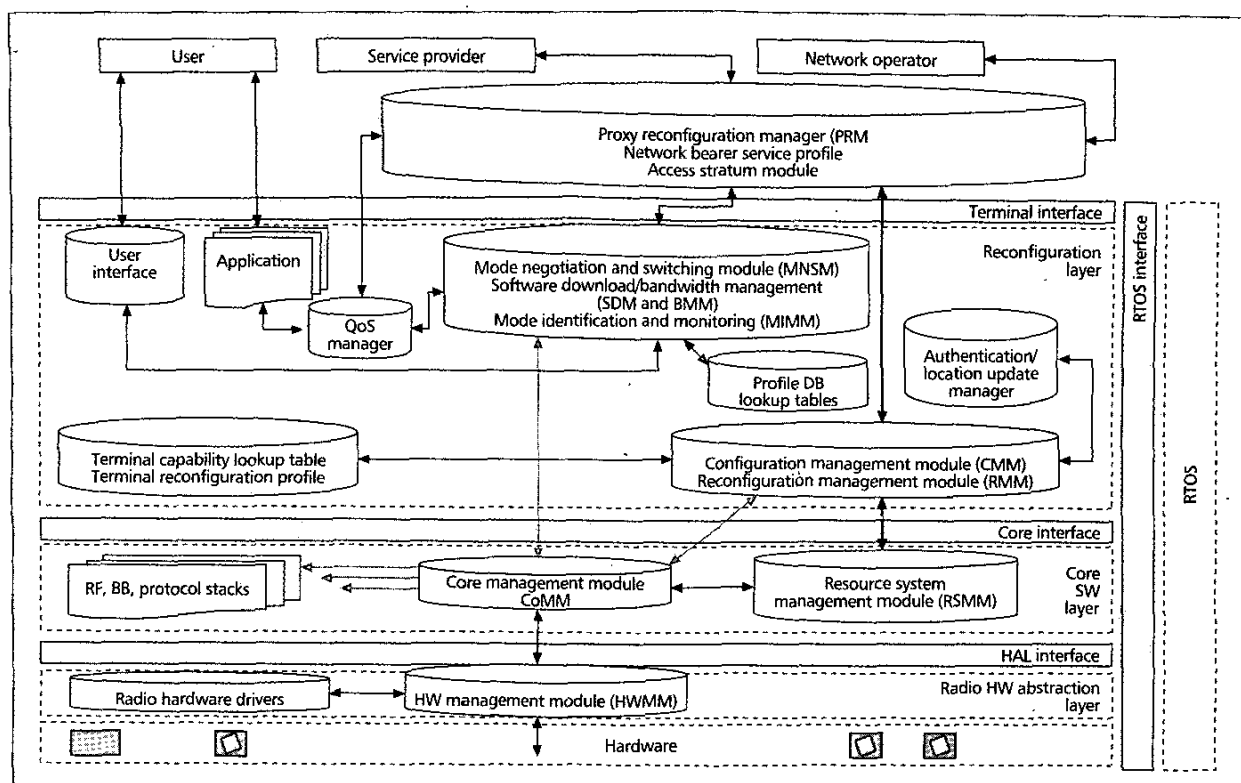 User
Service provider
Network operator
Proxy reconfiguration manager (PRM
Network bearer service profile
Access stratum module
Terminal interface
User
interface
Application
Mode negotiation and switching module (MNSM)
Software download/bandwidth management
(SDM and BMM)
Mode identification and monitoring (MIMM)
Reconfiguration
layer
QoS
manager
Profile DB
lookup tables
Authentication/
location update
manager
Terminal capability lookup table
Terminal reconfiguration profile
Configuration management module (CMM)
Reconfiguration management module (RMM)
Core interface
RF, BB, protocol stacks
Core management module
CoMM
Resource system
management module (RSMM)
Core
SW
layer
HAL interface
Radio hardware drivers
HW management module (HWMM)
Radio HW abstraction
layer
Hardware
RTOS interface
RTOS